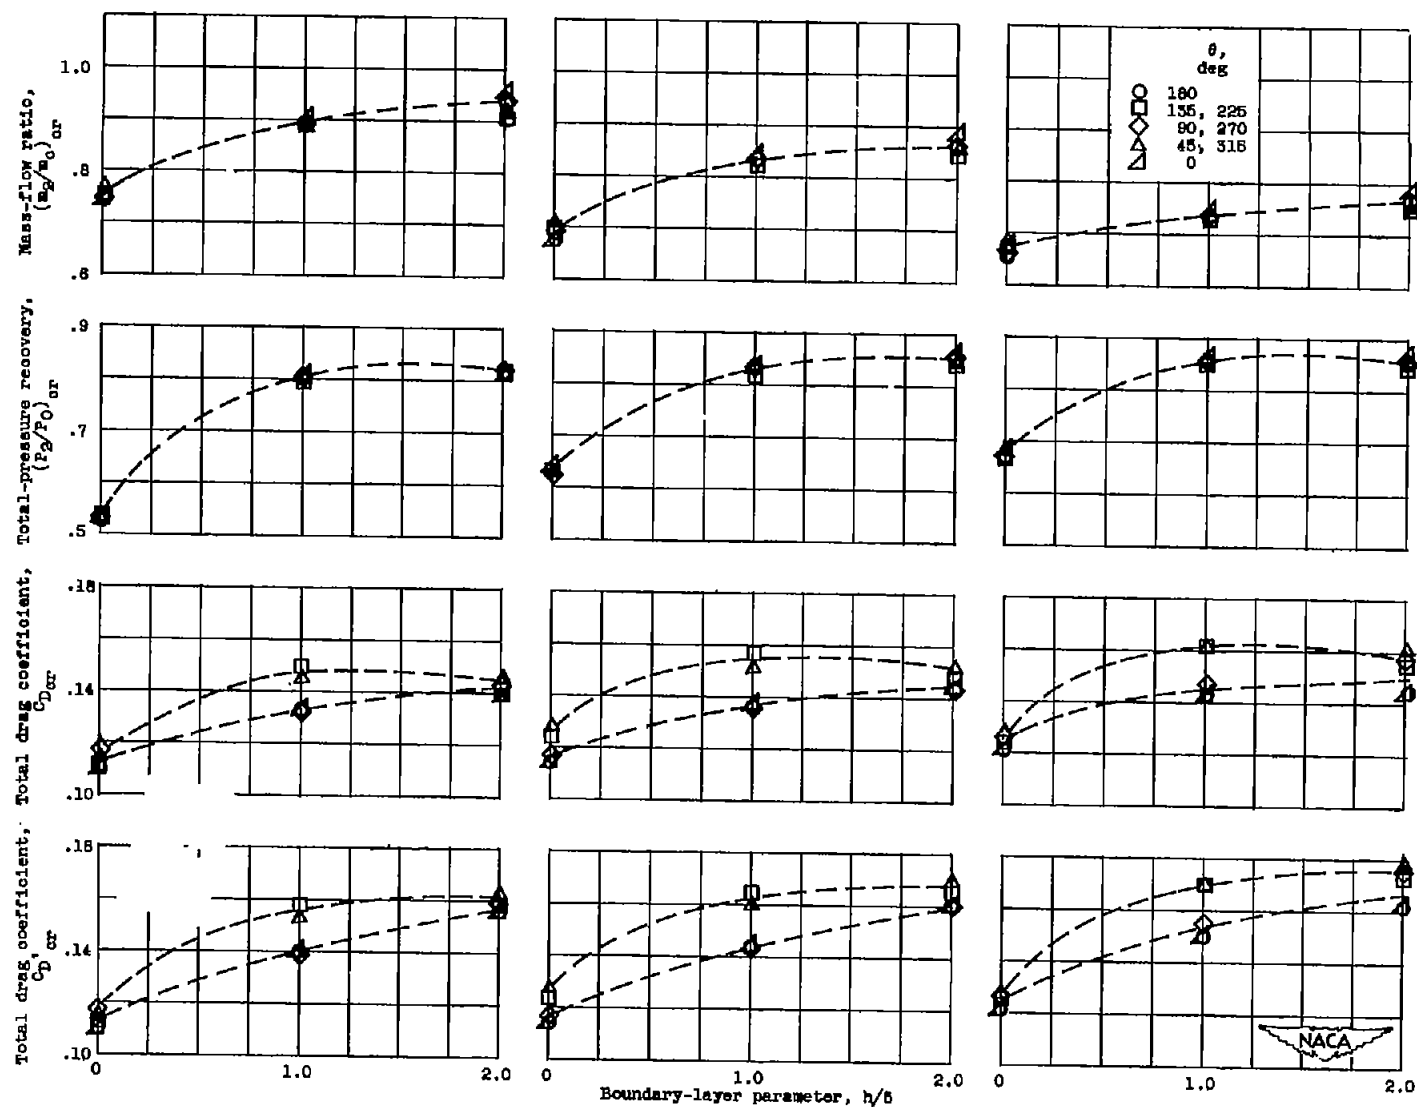 Mass-flow ratio,
(m2/m0)cr
1.0
.8
.6
θ,
deg
180
135, 225
90, 270
45, 315
0
Total-pressure recovery,
(P2/P0)cr
.9
.7
.5
Total drag coefficient,
CDcr
.18
.14
.10
Total drag coefficient,
CD'cr
.18
.14
.10
NACA
0 1.0 2.0 0 1.0 2.0 0 1.0 2.0
Boundary-layer parameter, h/δ